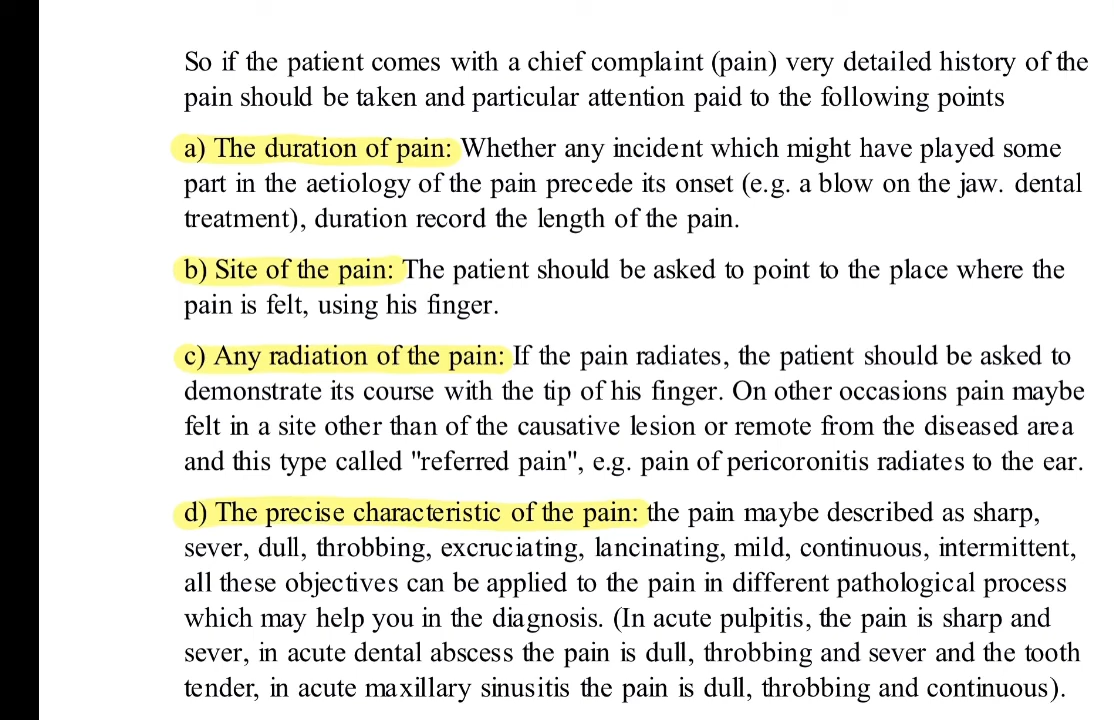 So if the patient comes with a chief complaint (pain) very detailed history of the
pain should be taken and particular attention paid to the following points
a) The duration of pain: Whether any incident which might have played some
part in the aetiology of the pain precede its onset (e.g. a blow on the jaw. dental
treatment), duration record the length of the pain.
b) Site of the pain: The patient should be asked to point to the place where the
pain is felt, using his finger.
c) Any radiation of the pain: If the pain radiates, the patient should be asked to
demonstrate its course with the tip of his finger. On other occasions pain maybe
felt in a site other than of the causative lesion or remote from the diseased area
and this type called "referred pain", e.g. pain of pericoronitis radiates to the ear.
d) The precise characteristic of the pain: the pain maybe described as sharp,
sever, dull, throbbing, excruciating, lancinating, mild, continuous, intermittent,
all these objectives can be applied to the pain in different pathological process
which may help you in the diagnosis. (In acute pulpitis, the pain is sharp and
sever, in acute dental abscess the pain is dull, throbbing and sever and the tooth
tender, in acute maxillary sinusitis the pain is dull, throbbing and continuous).